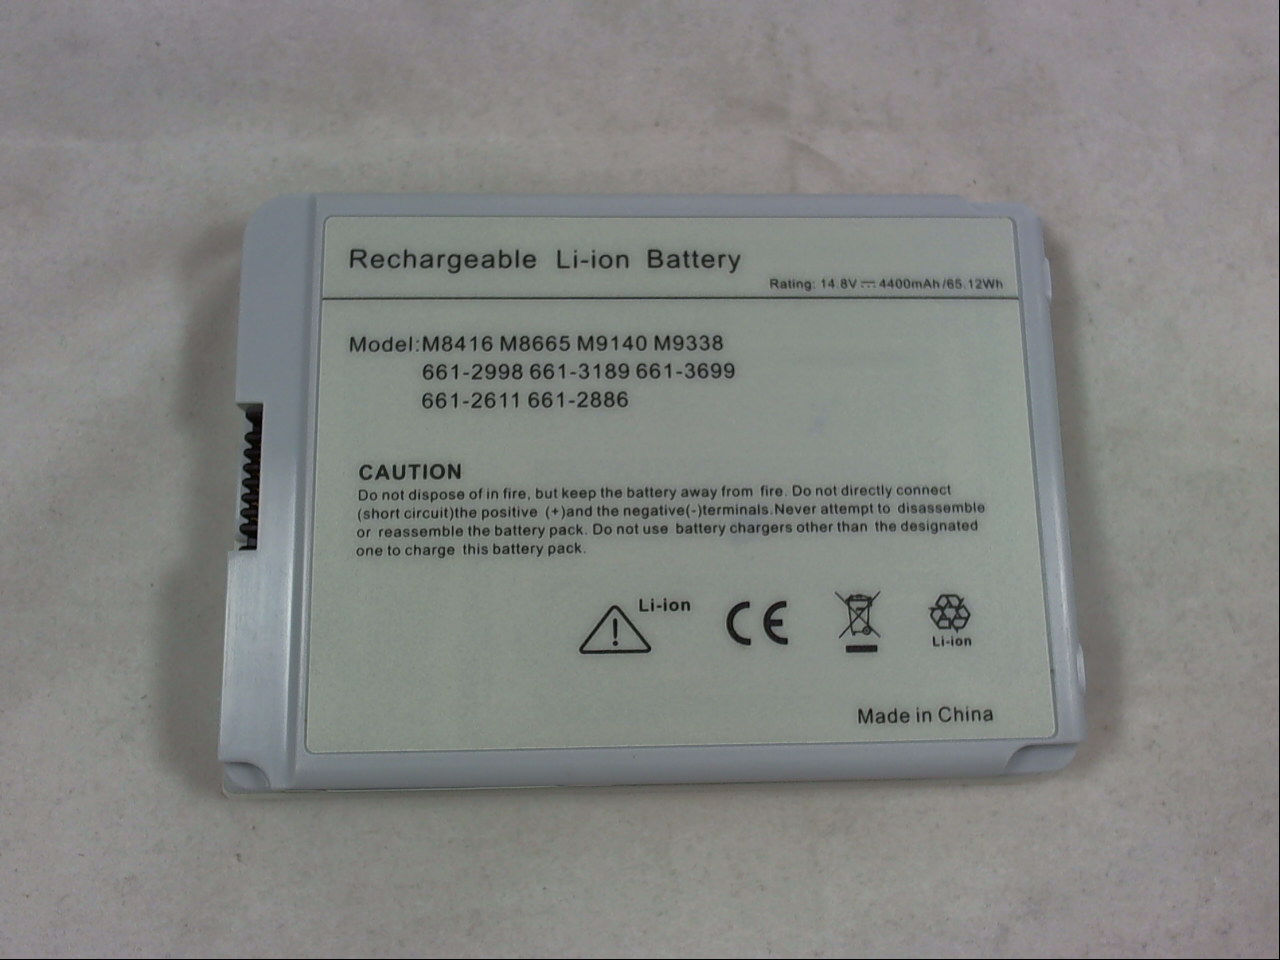 Rechargeable Li-ion Battery
Rating: 14.8V⎓4400mAh/65.12Wh
Model:M8416 M8665 M9140 M9338
661-2998 661-3189 661-3699
661-2611 661-2886
CAUTION
Do not dispose of in fire, but keep the battery away from fire. Do not directly connect
(short circuit)the positive (+)and the negative(-)terminals.Never attempt to disassemble
or reassemble the battery pack. Do not use battery chargers other than the designated
one to charge this battery pack.
Li-ion
CE
Li-ion
Made in China